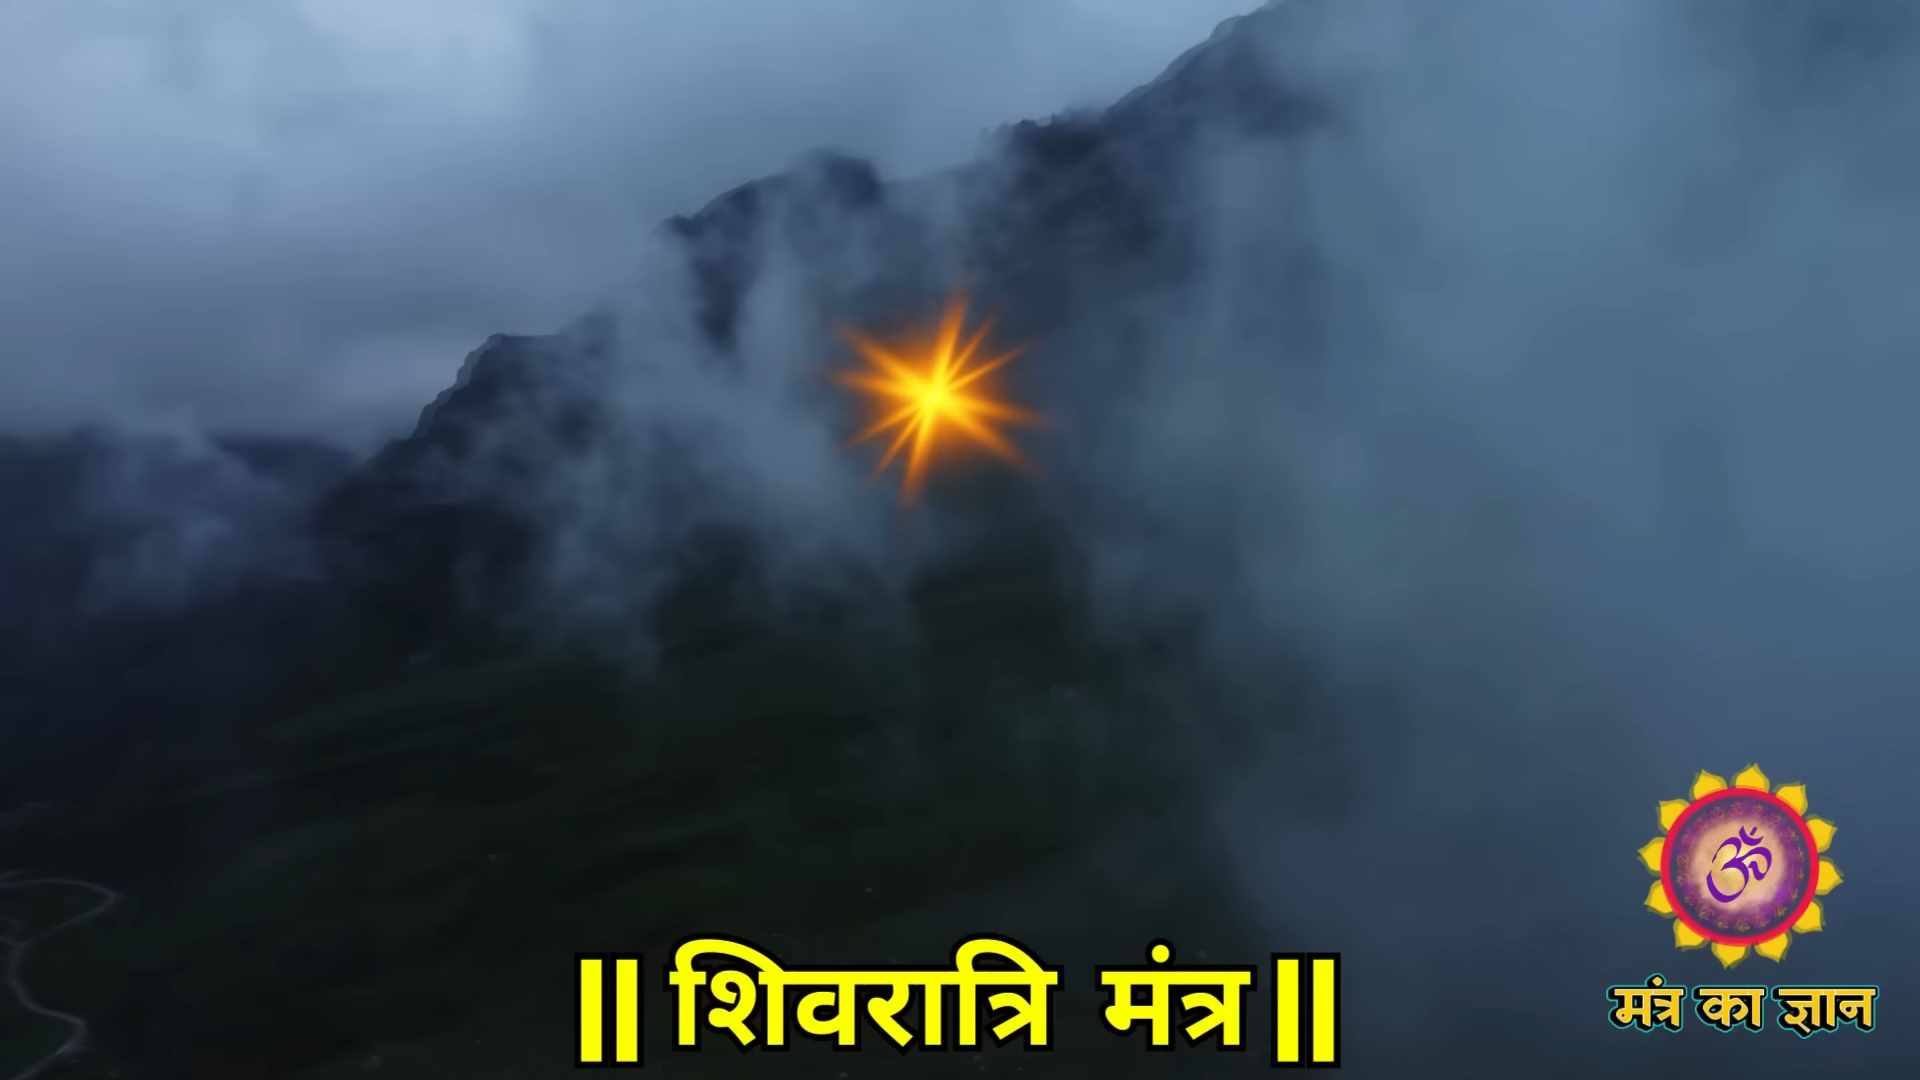 || शिवरात्रि मंत्र ||
ॐ
मंत्र का ज्ञान